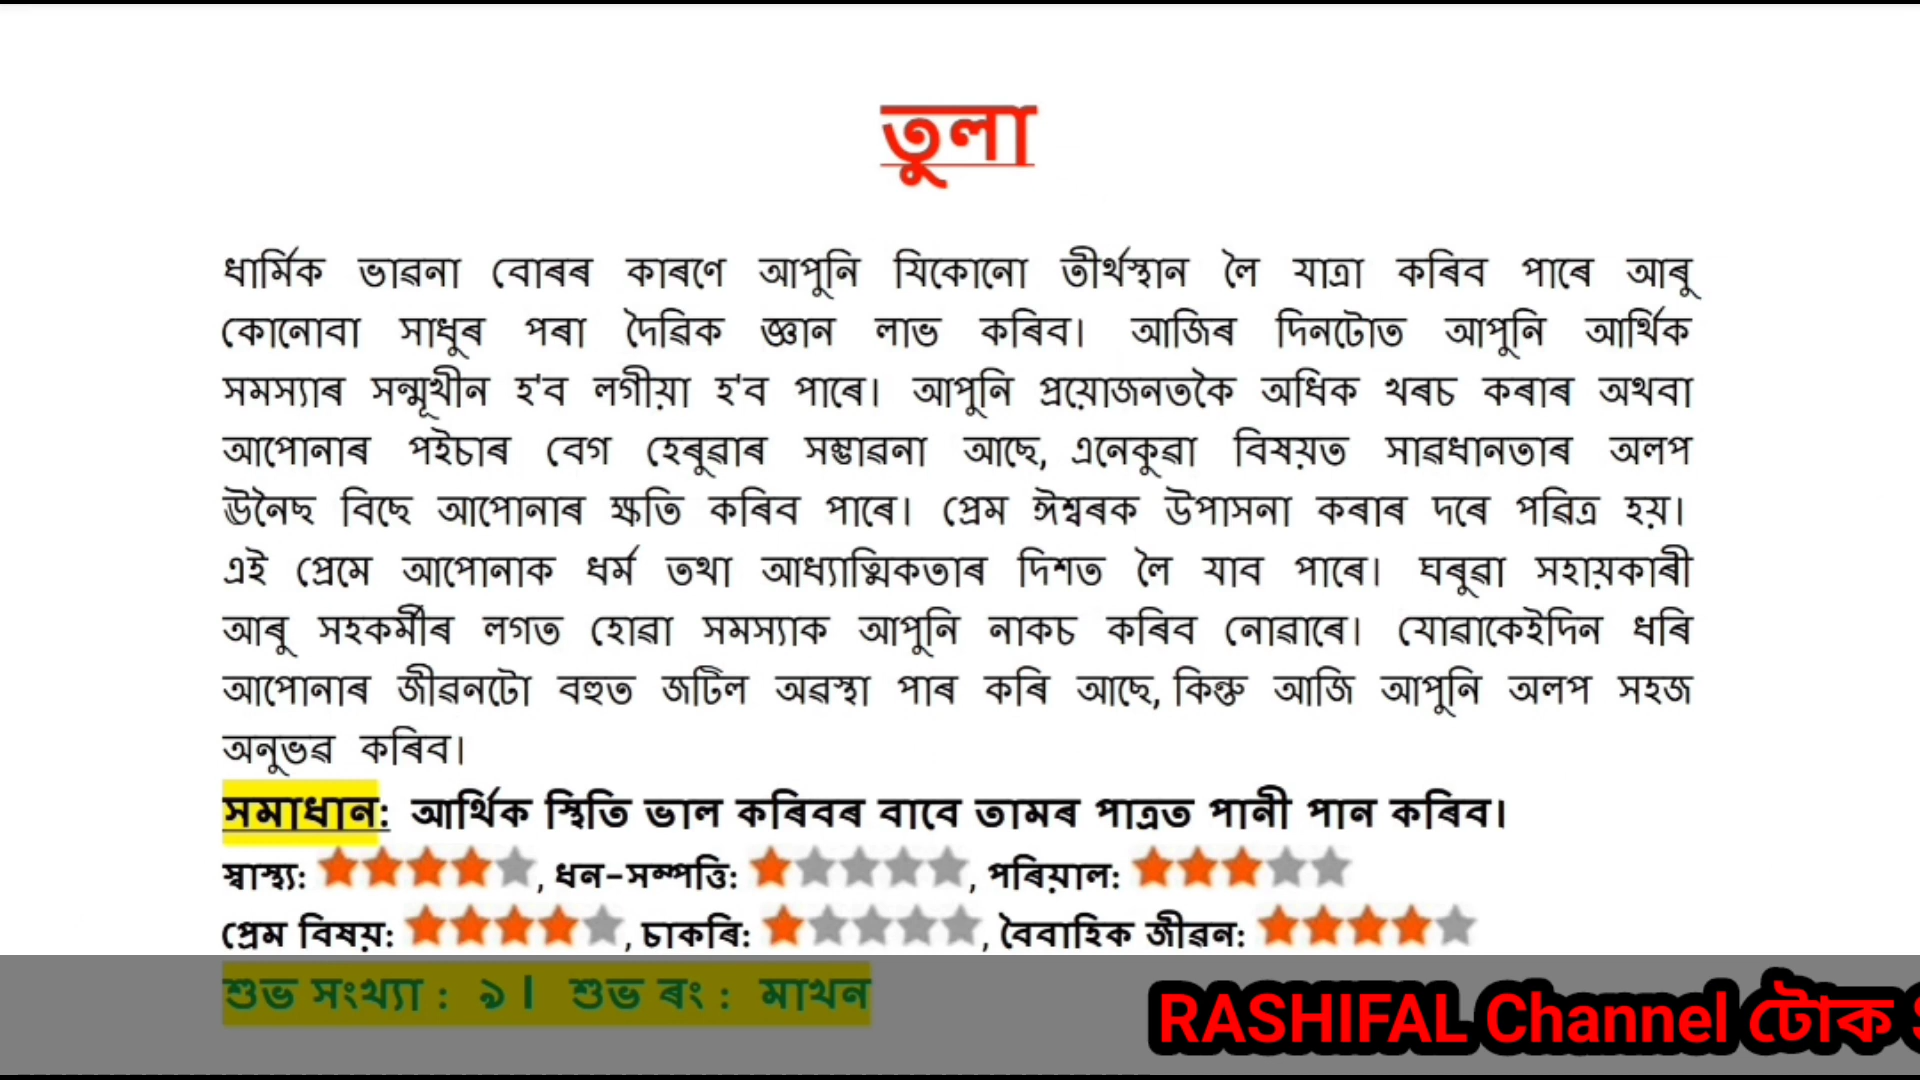 তুলা
ধাৰ্মিক ভাৱনা বোৰৰ কাৰণে আপুনি যিকোনো তীৰ্থস্থান লৈ যাত্ৰা কৰিব পাৰে আৰু
কোনোবা সাধুৰ পৰা দৈৱিক জ্ঞান লাভ কৰিব। আজিৰ দিনটোত আপুনি আৰ্থিক
সমস্যাৰ সন্মূখীন হ'ব লগীয়া হ'ব পাৰে। আপুনি প্ৰয়োজনতকৈ অধিক খৰচ কৰাৰ অথবা
আপোনাৰ পইচাৰ বেগ হেৰুৱাৰ সম্ভাৱনা আছে, এনেকুৱা বিষয়ত সাৱধানতাৰ অলপ
ঊনৈছ বিছে আপোনাৰ ক্ষতি কৰিব পাৰে। প্ৰেম ঈশ্বৰক উপাসনা কৰাৰ দৰে পৱিত্ৰ হয়।
এই প্ৰেমে আপোনাক ধৰ্ম তথা আধ্যাত্মিকতাৰ দিশত লৈ যাব পাৰে। ঘৰুৱা সহায়কাৰী
আৰু সহকৰ্মীৰ লগত হোৱা সমস্যাক আপুনি নাকচ কৰিব নোৱাৰে। যোৱাকেইদিন ধৰি
আপোনাৰ জীৱনটো বহুত জটিল অৱস্থা পাৰ কৰি আছে, কিন্তু আজি আপুনি অলপ সহজ
অনুভৱ কৰিব।
সমাধান: আৰ্থিক স্থিতি ভাল কৰিবৰ বাবে তামৰ পাত্ৰত পানী পান কৰিব।
স্বাস্থ্য: ★★★★★, ধন-সম্পত্তি: ★★★★★, পৰিয়াল: ★★★★★
প্ৰেম বিষয়: ★★★★★, চাকৰি: ★★★★★, বৈবাহিক জীৱন: ★★★★★
শুভ সংখ্যা : ৯। শুভ ৰং : মাখন
RASHIFAL Channel টোক